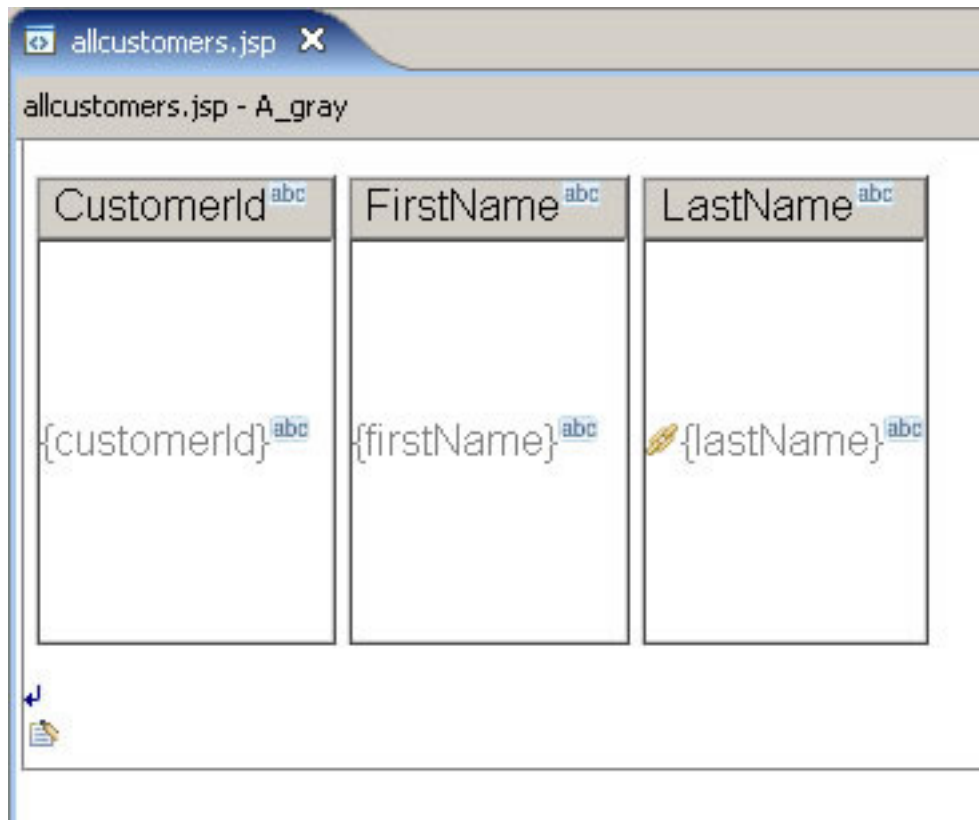 allcustomers.jsp
allcustomers.jsp - A_gray
CustomerId abc FirstName abc LastName abc
{customerId} abc {firstName} abc {lastName} abc